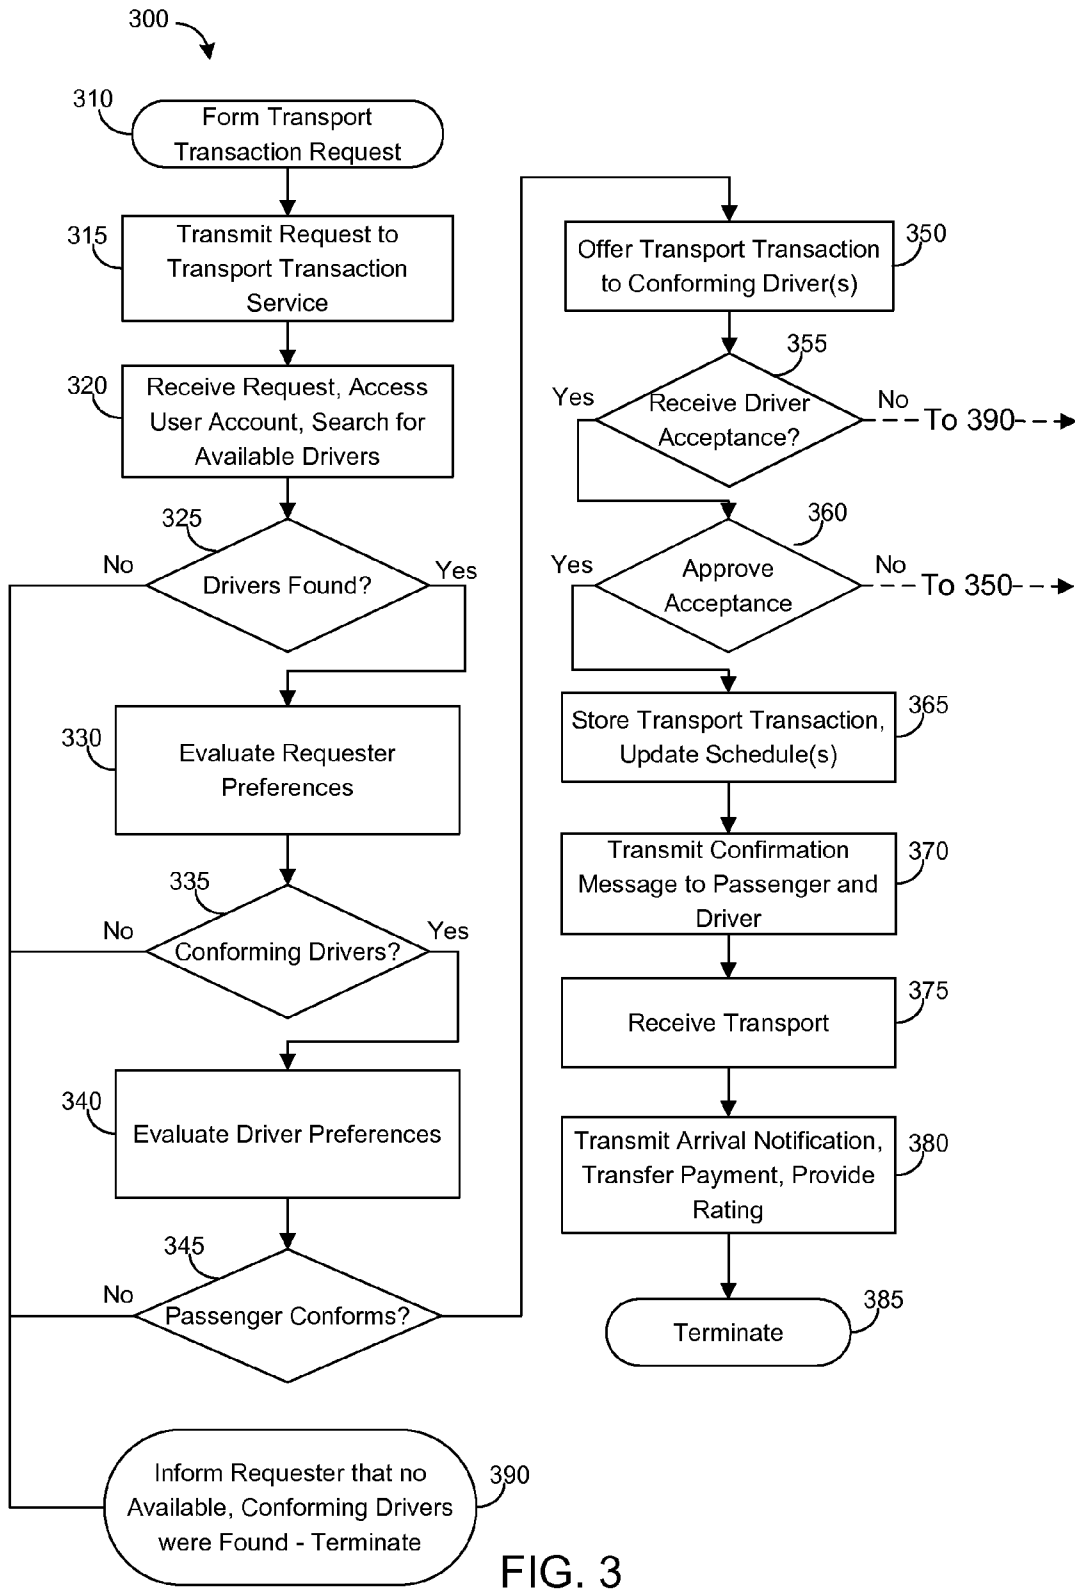 300
310
Form Transport
Transaction Request
315
Transmit Request to
Transport Transaction
Service
320
Receive Request, Access
User Account, Search for
Available Drivers
325
No
Drivers Found?
Yes
330
Evaluate Requester
Preferences
335
No
Conforming Drivers?
Yes
340
Evaluate Driver Preferences
345
No
Passenger Conforms?
Inform Requester that no
Available, Conforming Drivers
were Found - Terminate
390
350
Offer Transport Transaction
to Conforming Driver(s)
355
Yes
Receive Driver
Acceptance?
No
To 390
360
Yes
Approve
Acceptance
No
To 350
365
Store Transport Transaction,
Update Schedule(s)
370
Transmit Confirmation
Message to Passenger and
Driver
375
Receive Transport
380
Transmit Arrival Notification,
Transfer Payment, Provide
Rating
385
Terminate
FIG. 3